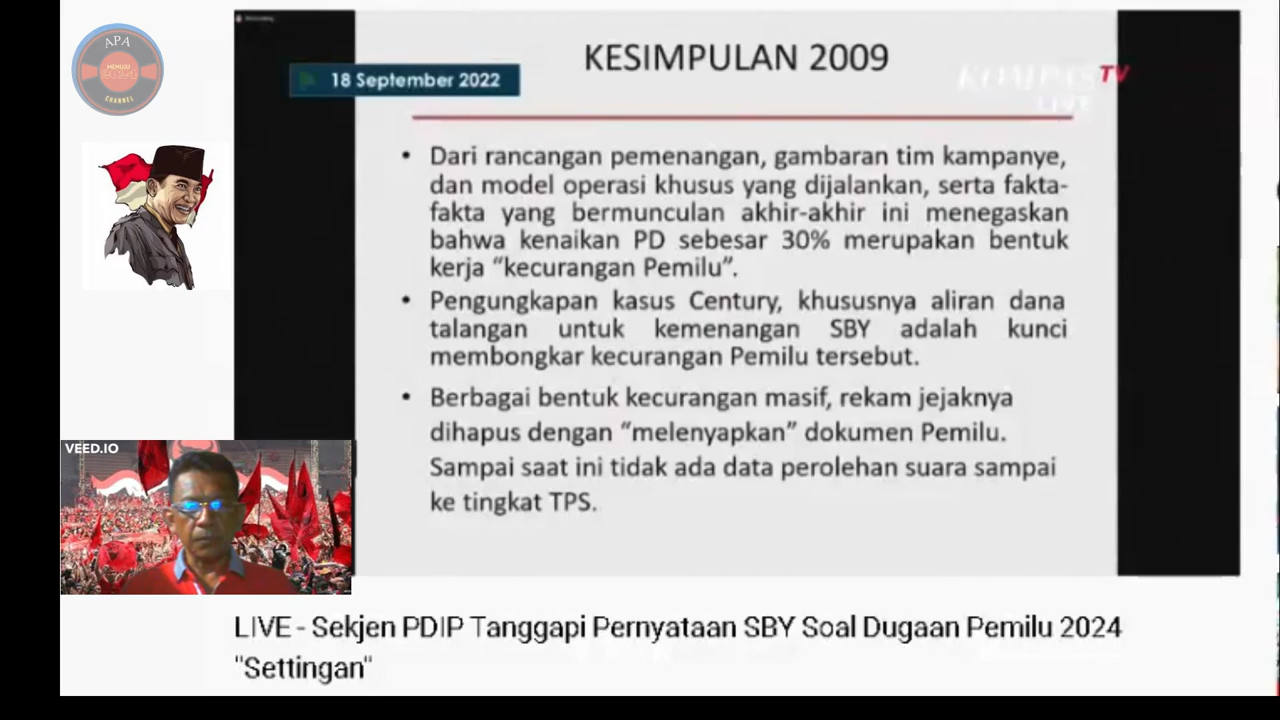 APA
MENUJU
2024
CHANNEL
KESIMPULAN 2009
18 September 2022
KOMPAS TV
LIVE
• Dari rancangan pemenangan, gambaran tim kampanye,
dan model operasi khusus yang dijalankan, serta fakta-
fakta yang bermunculan akhir-akhir ini menegaskan
bahwa kenaikan PD sebesar 30% merupakan bentuk
kerja “kecurangan Pemilu”.
• Pengungkapan kasus Century, khususnya aliran dana
talangan untuk kemenangan SBY adalah kunci
membongkar kecurangan Pemilu tersebut.
• Berbagai bentuk kecurangan masif, rekam jejaknya
dihapus dengan “melenyapkan” dokumen Pemilu.
Sampai saat ini tidak ada data perolehan suara sampai
ke tingkat TPS.
VEED.IO
LIVE - Sekjen PDIP Tanggapi Pernyataan SBY Soal Dugaan Pemilu 2024
"Settingan"